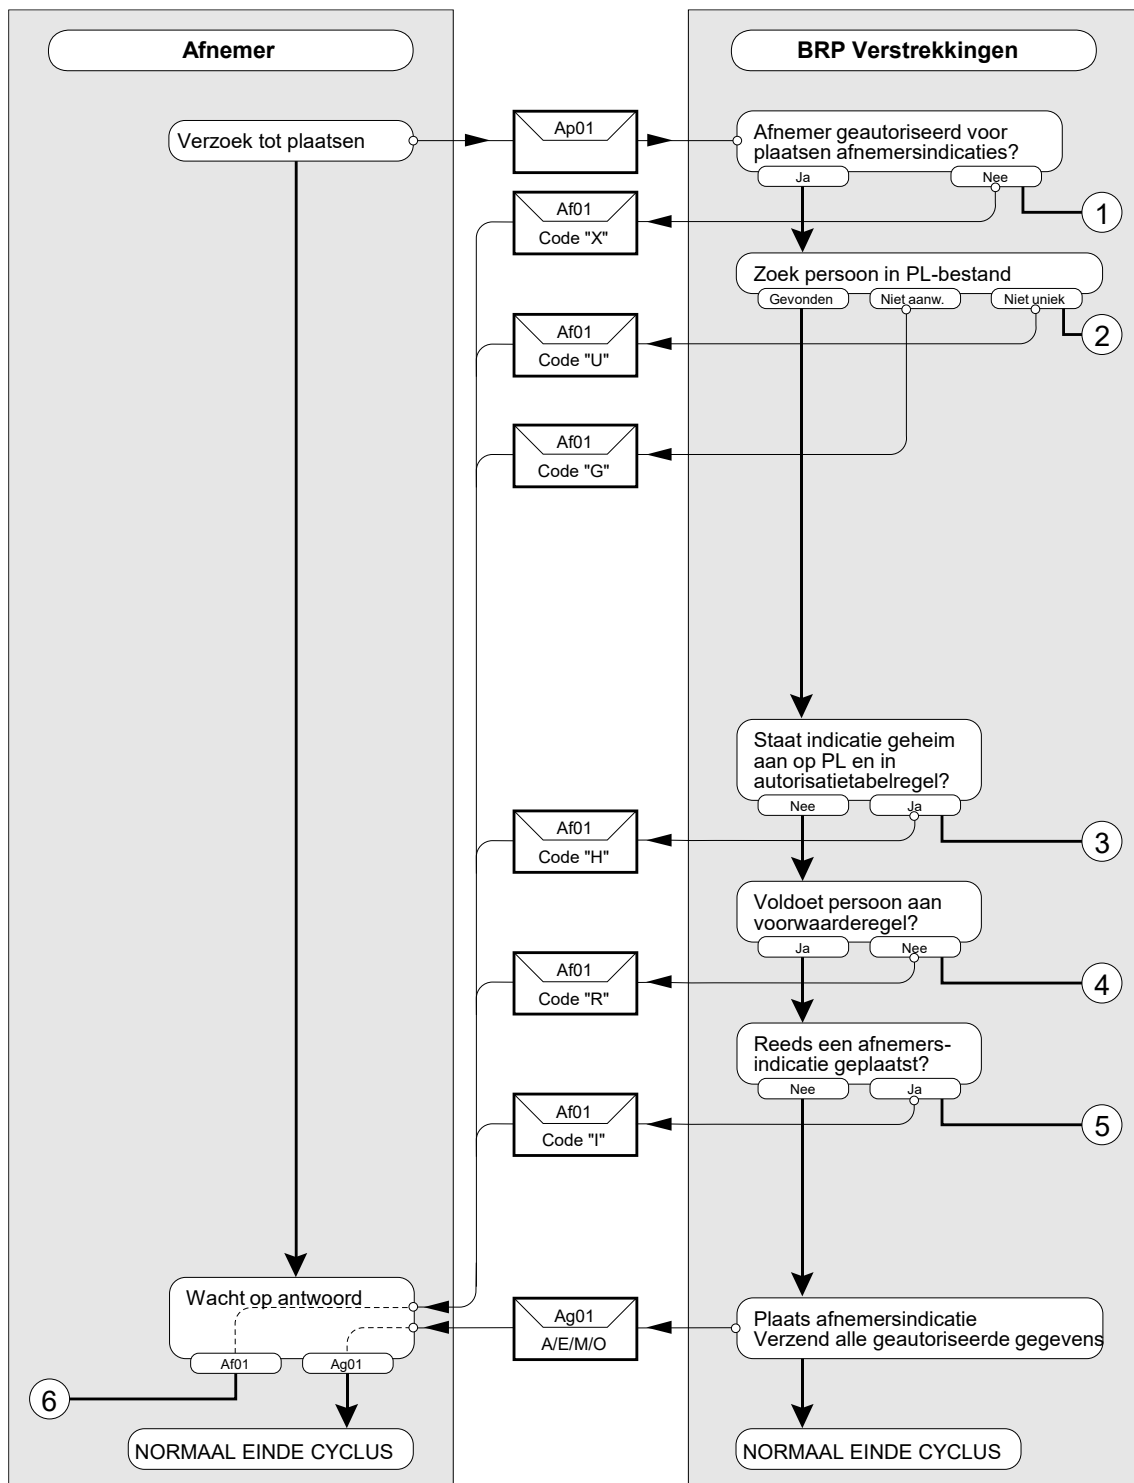 Afnemer
BRP Verstrekkingen
Verzoek tot plaatsen
Ap01
Afnemer geautoriseerd voor
plaatsen afnemersindicaties?
Ja
Nee
1
Af01
Code "X"
Zoek persoon in PL-bestand
Gevonden
Niet aanw.
Niet uniek
2
Af01
Code "U"
Af01
Code "G"
Staat indicatie geheim
aan op PL en in
autorisatietabelregel?
Nee
Ja
3
Af01
Code "H"
Voldoet persoon aan
voorwaarderegel?
Ja
Nee
4
Af01
Code "R"
Reeds een afnemers-
indicatie geplaatst?
Nee
Ja
5
Af01
Code "I"
Wacht op antwoord
Af01
Ag01
6
Ag01
A/E/M/O
Plaats afnemersindicatie
Verzend alle geautoriseerde gegevens
NORMAAL EINDE CYCLUS
NORMAAL EINDE CYCLUS